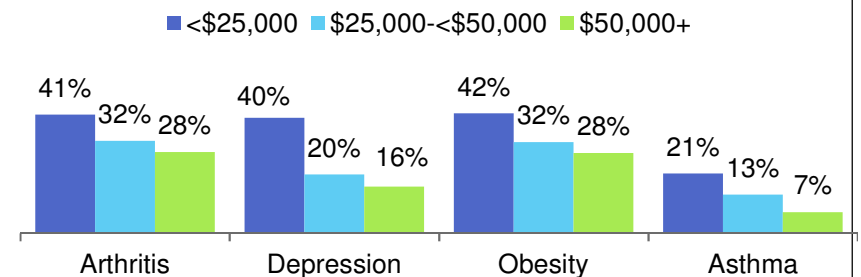 <$25,000 $25,000-<$50,000 $50,000+
41% 32% 28% 40% 20% 16% 42% 32% 28% 21% 13% 7%
Arthritis Depression Obesity Asthma